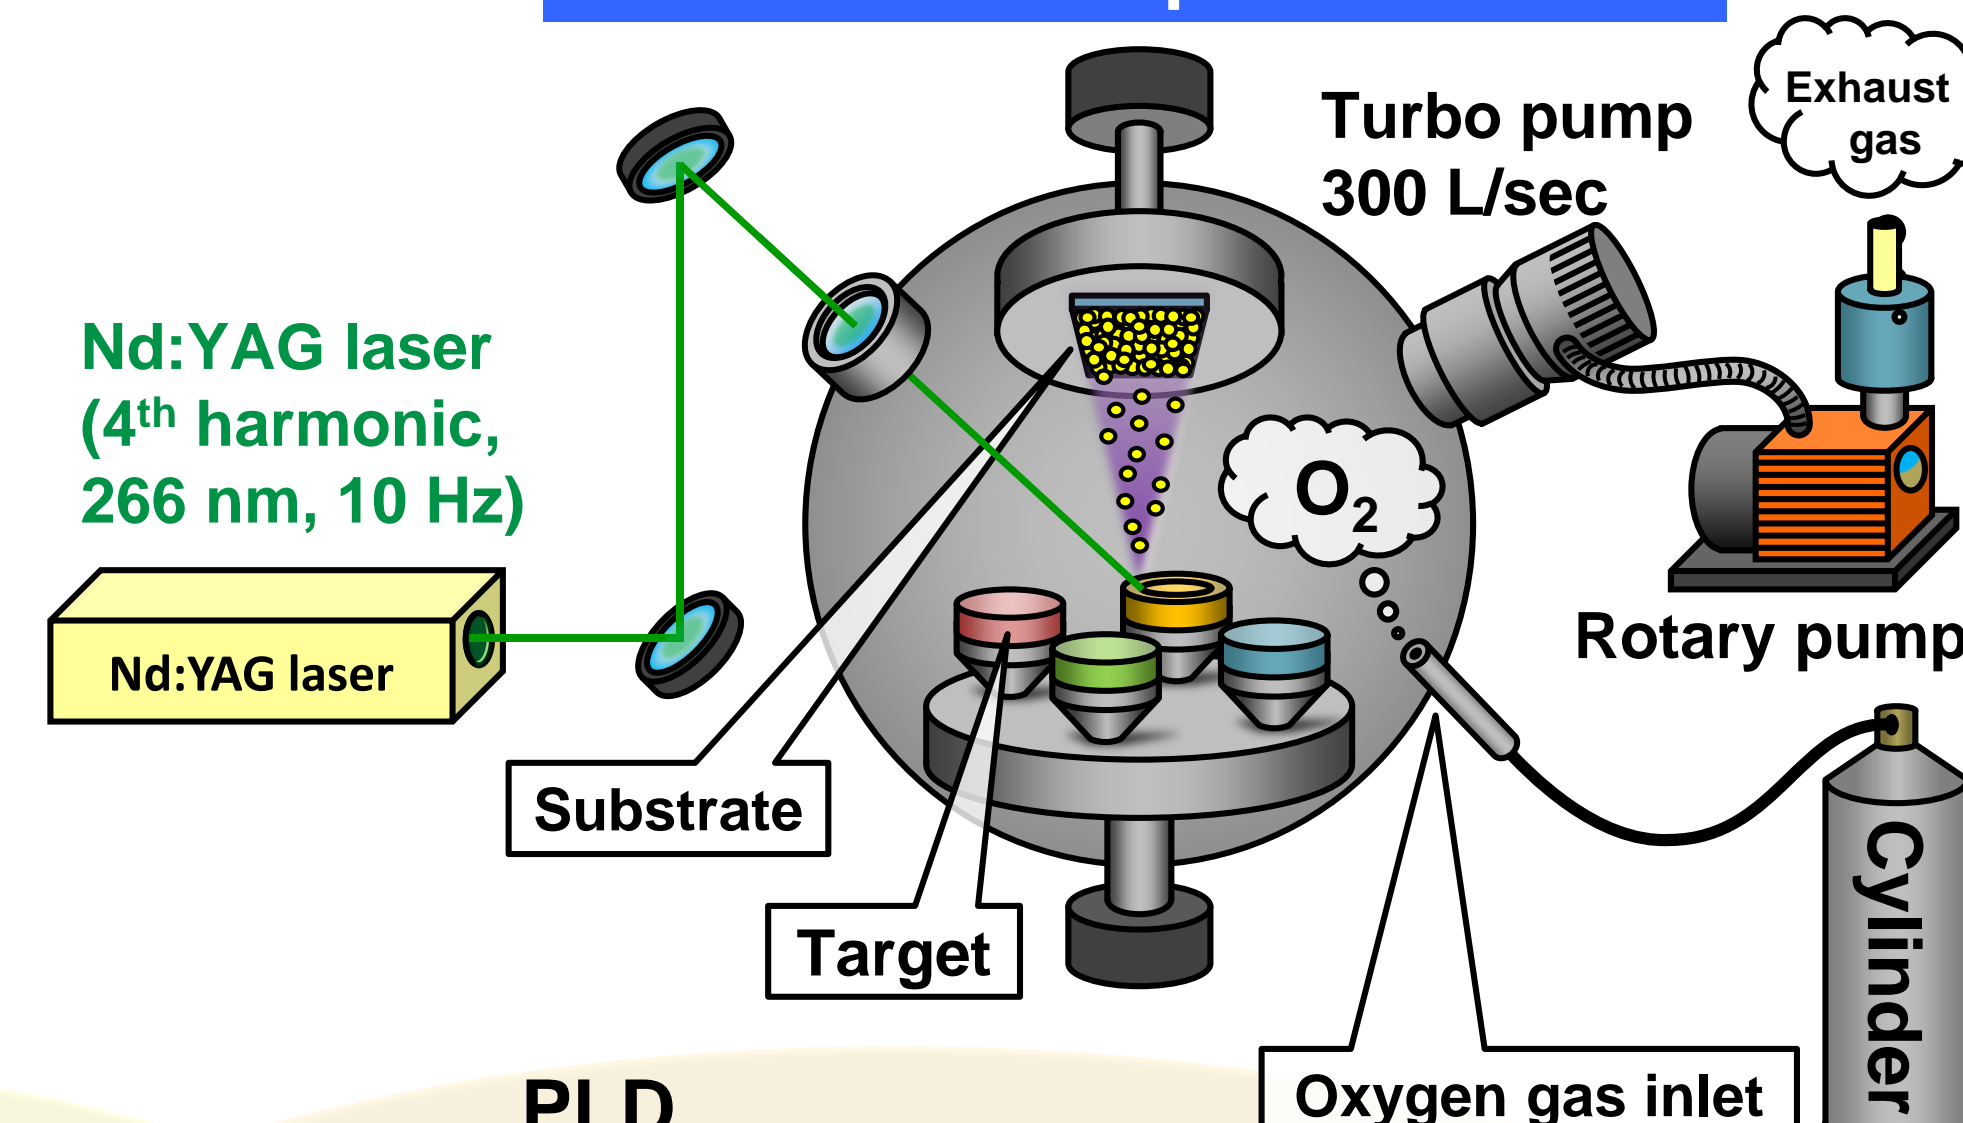 Turbo pump
300 L/sec
Exhaust
gas
Nd:YAG laser
(4th harmonic,
266 nm, 10 Hz)
Nd:YAG laser
O2
Rotary pump
Substrate
Target
Cylinder
Oxygen gas inlet
PLD